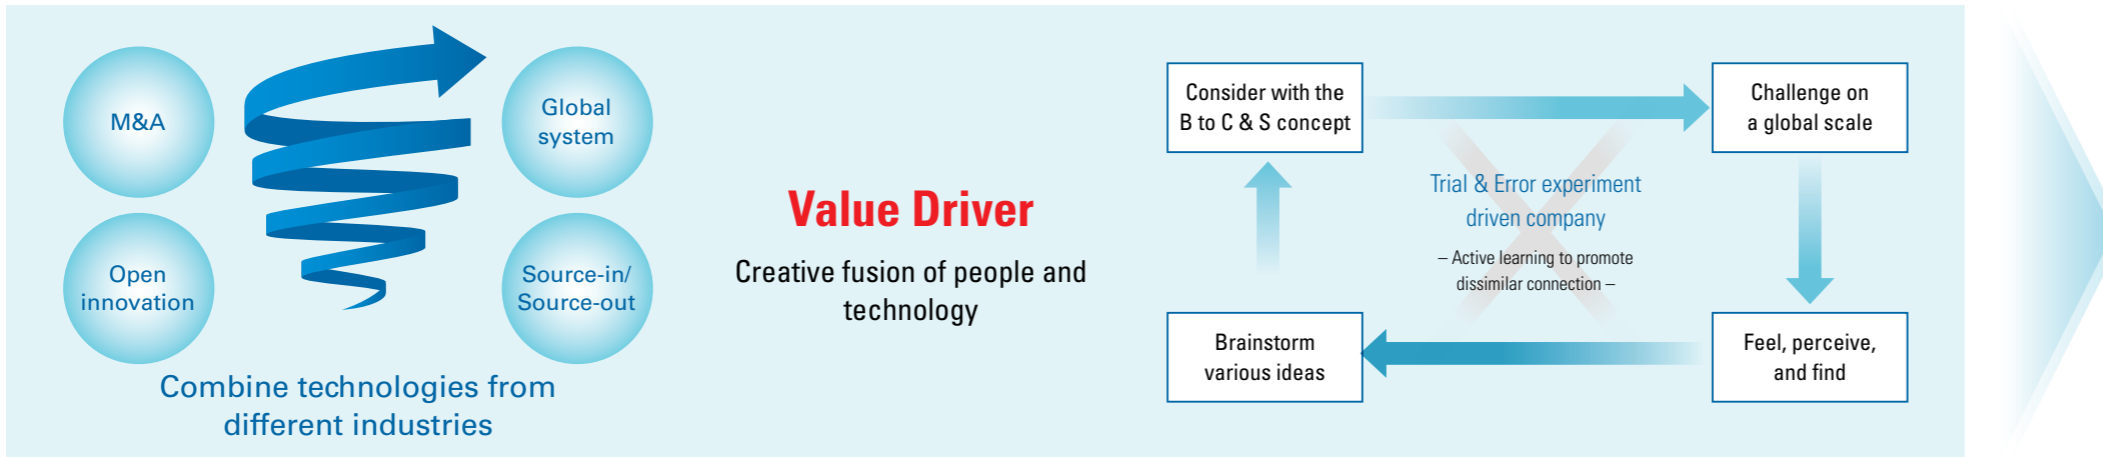 M&A
Global
system
Open
innovation
Source-in/
Source-out
Combine technologies from
different industries
Value Driver
Creative fusion of people and
technology
Consider with the
B to C & S concept
Challenge on
a global scale
Trial & Error experiment
driven company
– Active learning to promote
dissimilar connection –
Brainstorm
various ideas
Feel, perceive,
and find